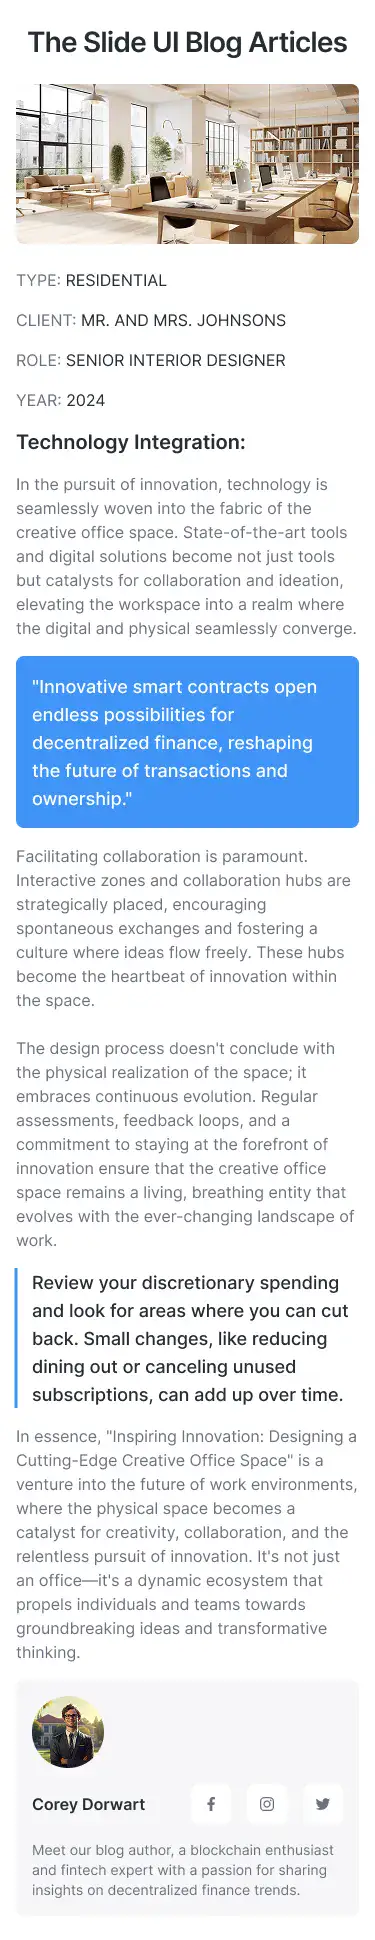 The Slide UI Blog Articles
TYPE: RESIDENTIAL
CLIENT: MR. AND MRS. JOHNSONS
ROLE: SENIOR INTERIOR DESIGNER
YEAR: 2024
Technology Integration:
In the pursuit of innovation, technology is
seamlessly woven into the fabric of the
creative office space. State-of-the-art tools
and digital solutions become not just tools
but catalysts for collaboration and ideation,
elevating the workspace into a realm where
the digital and physical seamlessly converge.
"Innovative smart contracts open
endless possibilities for
decentralized finance, reshaping
the future of transactions and
ownership."
Facilitating collaboration is paramount.
Interactive zones and collaboration hubs are
strategically placed, encouraging
spontaneous exchanges and fostering a
culture where ideas flow freely. These hubs
become the heartbeat of innovation within
the space.
The design process doesn't conclude with
the physical realization of the space; it
embraces continuous evolution. Regular
assessments, feedback loops, and a
commitment to staying at the forefront of
innovation ensure that the creative office
space remains a living, breathing entity that
evolves with the ever-changing landscape of
work.
Review your discretionary spending
and look for areas where you can cut
back. Small changes, like reducing
dining out or canceling unused
subscriptions, can add up over time.
In essence, "Inspiring Innovation: Designing a
Cutting-Edge Creative Office Space" is a
venture into the future of work environments,
where the physical space becomes a
catalyst for creativity, collaboration, and the
relentless pursuit of innovation. It's not just
an office—it's a dynamic ecosystem that
propels individuals and teams towards
groundbreaking ideas and transformative
thinking.
Corey Dorwart
Meet our blog author, a blockchain enthusiast
and fintech expert with a passion for sharing
insights on decentralized finance trends.